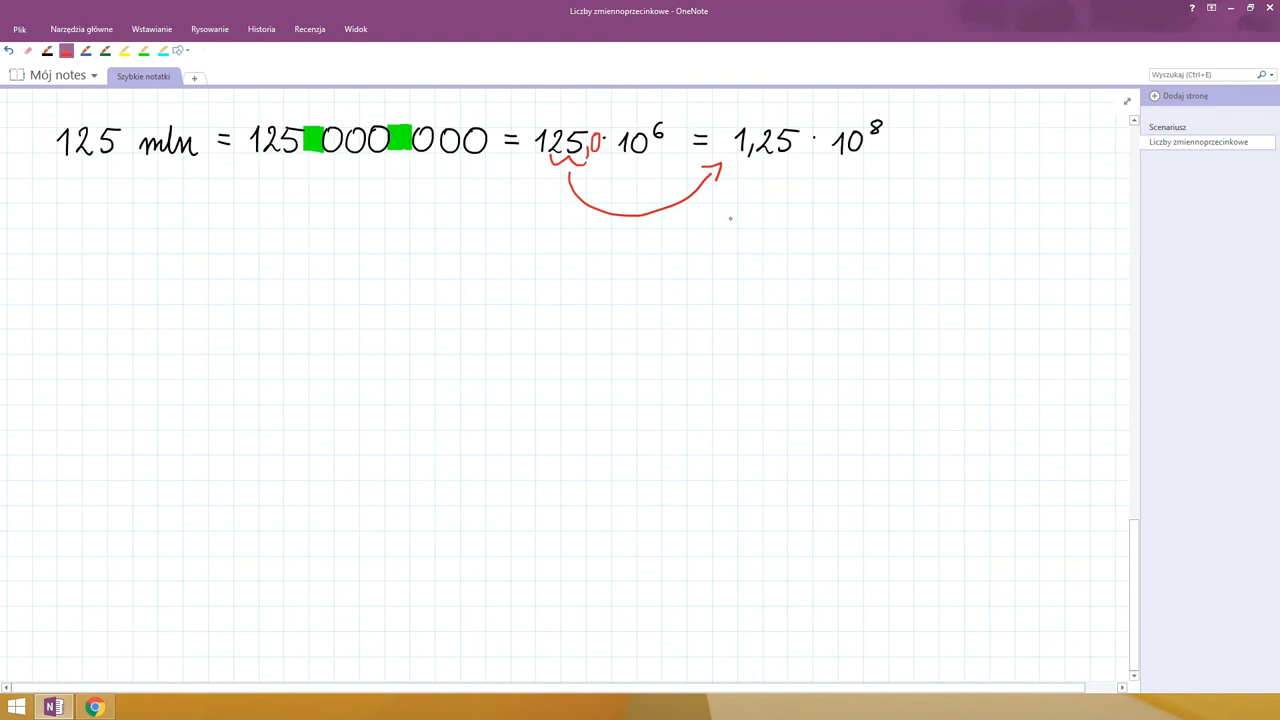 Liczby zmiennoprzecinkowe - OneNote
Plik Narzędzia główne Wstawianie Rysowanie Historia Recenzja Widok
Mój notes Szybkie notatki
Wyszukaj (Ctrl+E)
Dodaj stronę
Scenariusz
Liczby zmiennoprzecinkowe
125 mln = 125 000 000 = 125,0 · 10⁶ = 1,25 · 10⁸